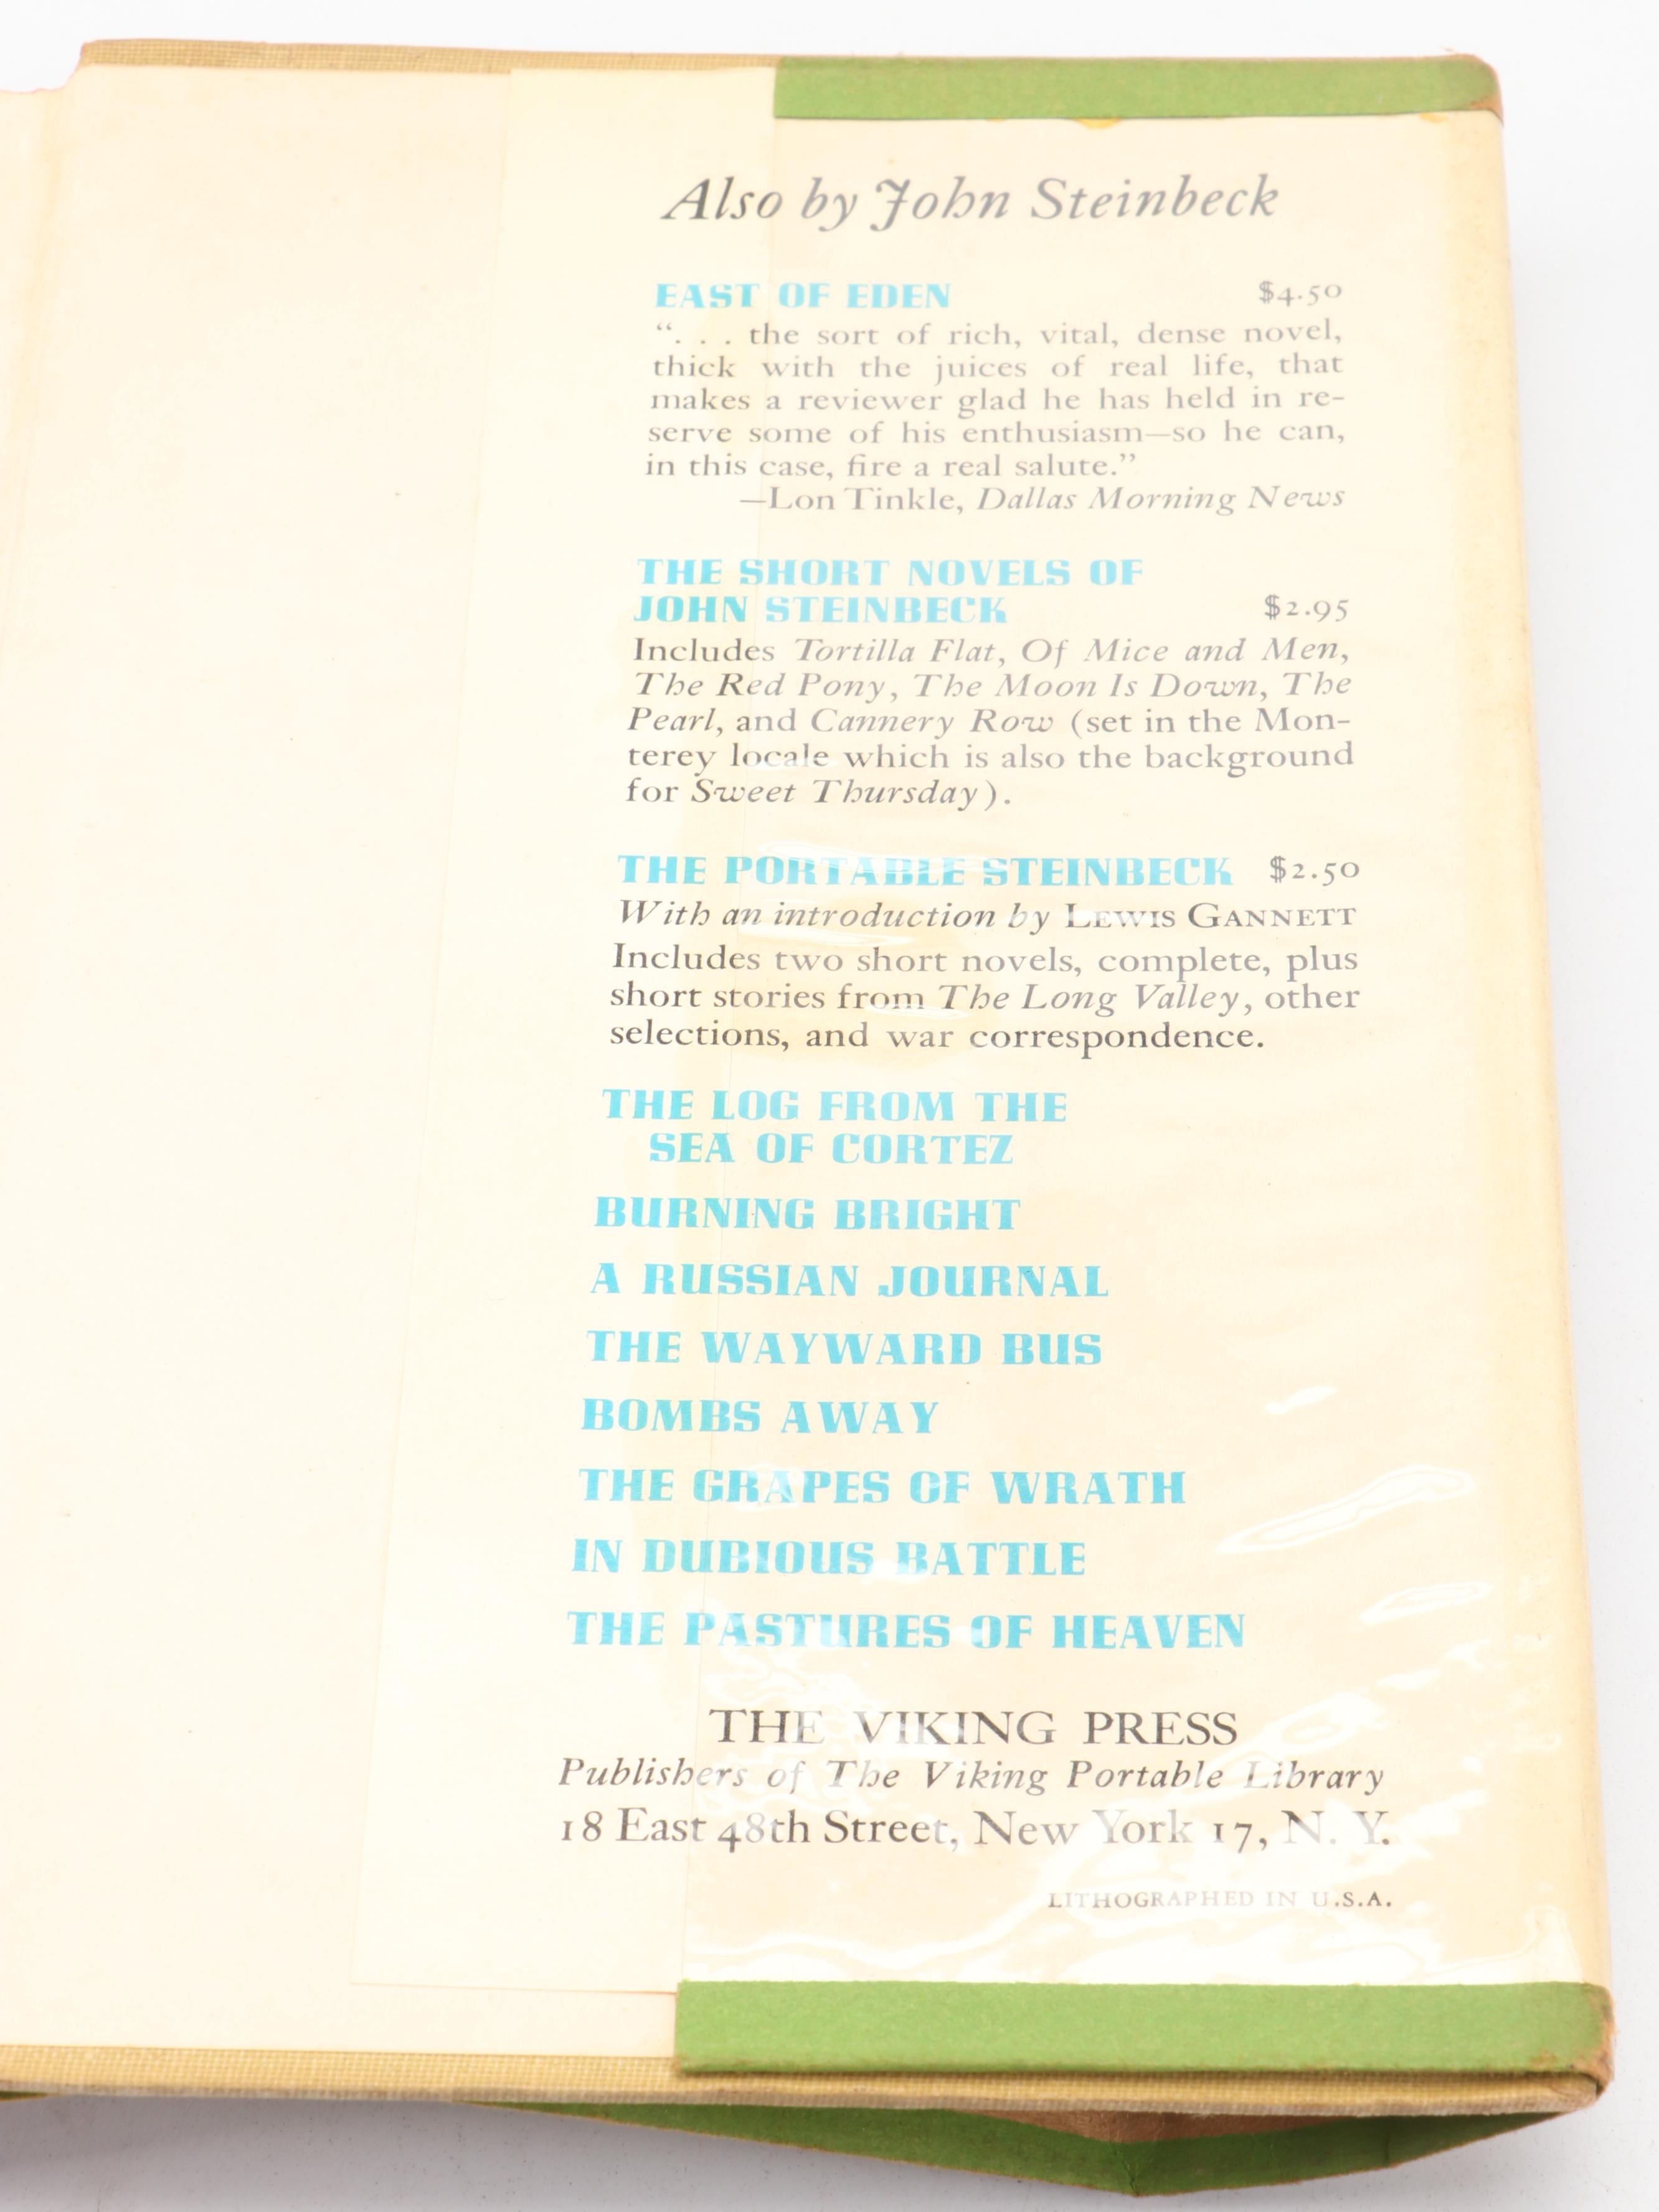 Also by John Steinbeck
EAST OF EDEN $4.50
“. . . the sort of rich, vital, dense novel,
thick with the juices of real life, that
makes a reviewer glad he has held in re-
serve some of his enthusiasm—so he can,
in this case, fire a real salute.”
—Lon Tinkle, Dallas Morning News
THE SHORT NOVELS OF
JOHN STEINBECK $2.95
Includes Tortilla Flat, Of Mice and Men,
The Red Pony, The Moon Is Down, The
Pearl, and Cannery Row (set in the Mon-
terey locale which is also the background
for Sweet Thursday).
THE PORTABLE STEINBECK $2.50
With an introduction by LEWIS GANNETT
Includes two short novels, complete, plus
short stories from The Long Valley, other
selections, and war correspondence.
THE LOG FROM THE
SEA OF CORTEZ
BURNING BRIGHT
A RUSSIAN JOURNAL
THE WAYWARD BUS
BOMBS AWAY
THE GRAPES OF WRATH
IN DUBIOUS BATTLE
THE PASTURES OF HEAVEN
THE VIKING PRESS
Publishers of The Viking Portable Library
18 East 48th Street, New York 17, N. Y.
LITHOGRAPHED IN U.S.A.